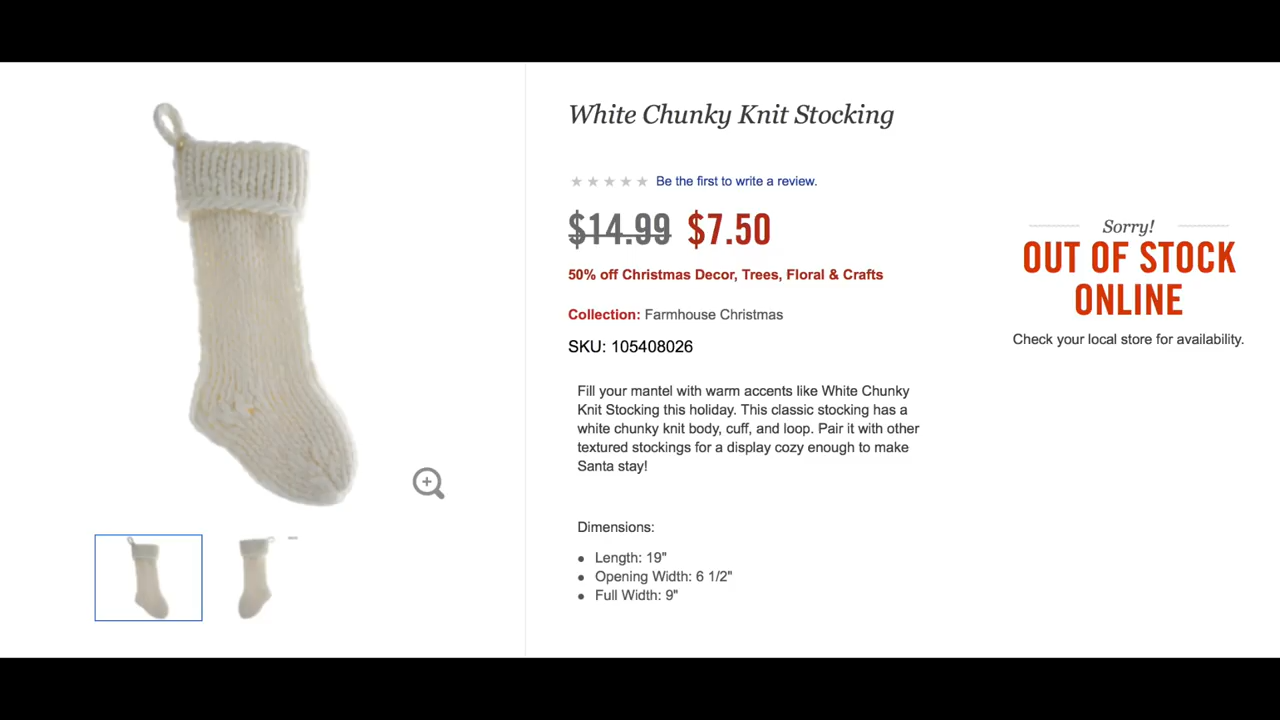 White Chunky Knit Stocking
Be the first to write a review.
$14.99 $7.50
50% off Christmas Decor, Trees, Floral & Crafts
Collection: Farmhouse Christmas
SKU: 105408026
Fill your mantel with warm accents like White Chunky
Knit Stocking this holiday. This classic stocking has a
white chunky knit body, cuff, and loop. Pair it with other
textured stockings for a display cozy enough to make
Santa stay!
Dimensions:
• Length: 19"
• Opening Width: 6 1/2"
• Full Width: 9"
Sorry!
OUT OF STOCK
ONLINE
Check your local store for availability.